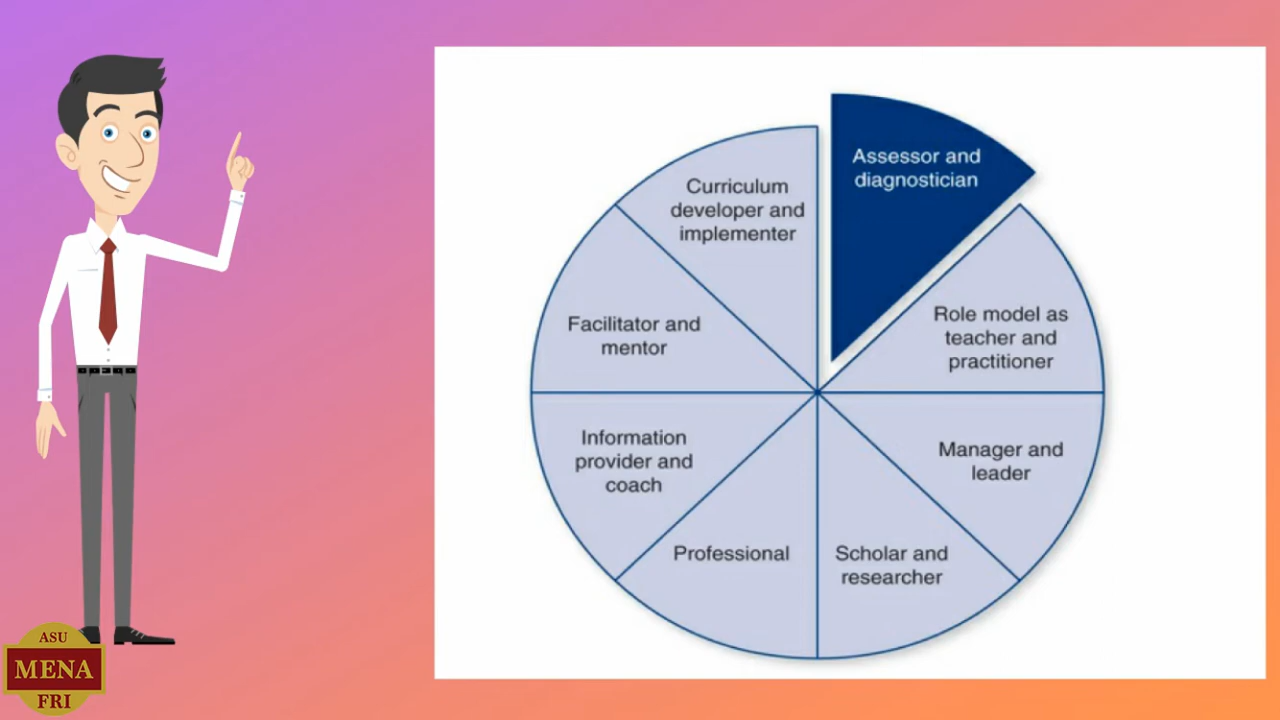 Assessor and
diagnostician
Role model as
teacher and
practitioner
Manager and
leader
Scholar and
researcher
Professional
Information
provider and
coach
Facilitator and
mentor
Curriculum
developer and
implementer
ASU
MENA
FRI